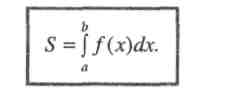 S = ∫_a^b f(x)dx.